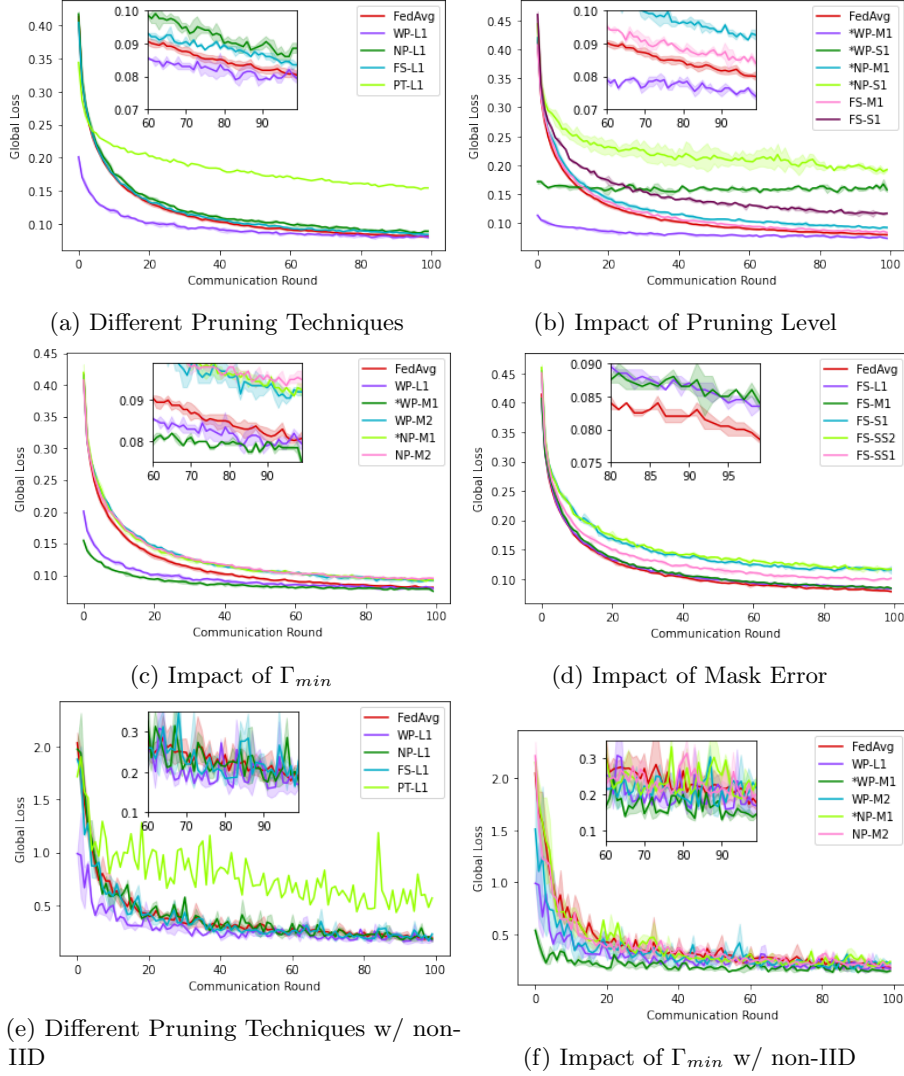 0.40
0.35
0.30
0.25
0.20
0.15
0.10
Global Loss
0.10
0.09
0.08
0.07
60 70 80 90
FedAvg
WP-L1
NP-L1
FS-L1
PT-L1
0 20 40 60 80 100
Communication Round
(a) Different Pruning Techniques
0.45
0.40
0.35
0.30
0.25
0.20
0.15
0.10
Global Loss
0.10
0.09
0.08
0.07
60 70 80 90
FedAvg
*WP-M1
*WP-S1
*NP-M1
*NP-S1
FS-M1
FS-S1
0 20 40 60 80 100
Communication Round
(b) Impact of Pruning Level
0.45
0.40
0.35
0.30
0.25
0.20
0.15
0.10
Global Loss
0.09
0.08
60 70 80 90
FedAvg
WP-L1
*WP-M1
WP-M2
*NP-M1
NP-M2
0 20 40 60 80 100
Communication Round
(c) Impact of Γmin
0.45
0.40
0.35
0.30
0.25
0.20
0.15
0.10
Global Loss
0.090
0.085
0.080
0.075
80 85 90 95
FedAvg
FS-L1
FS-M1
FS-S1
FS-SS2
FS-SS1
0 20 40 60 80 100
Communication Round
(d) Impact of Mask Error
2.0
1.5
1.0
0.5
Global Loss
0.3
0.2
0.1
60 70 80 90
FedAvg
WP-L1
NP-L1
FS-L1
PT-L1
0 20 40 60 80 100
Communication Round
(e) Different Pruning Techniques w/ non-
IID
2.0
1.5
1.0
0.5
0.0
Global Loss
0.3
0.2
0.1
60 70 80 90
FedAvg
WP-L1
*WP-M1
WP-M2
*NP-M1
NP-M2
0 20 40 60 80 100
Communication Round
(f) Impact of Γmin w/ non-IID